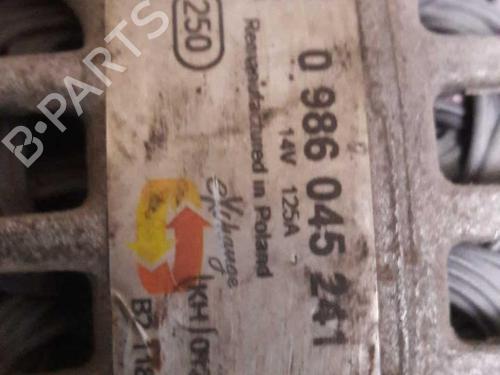 0 986 045 241
14V 125A
Remanufactured in Poland
250
eXchange
B-PARTS